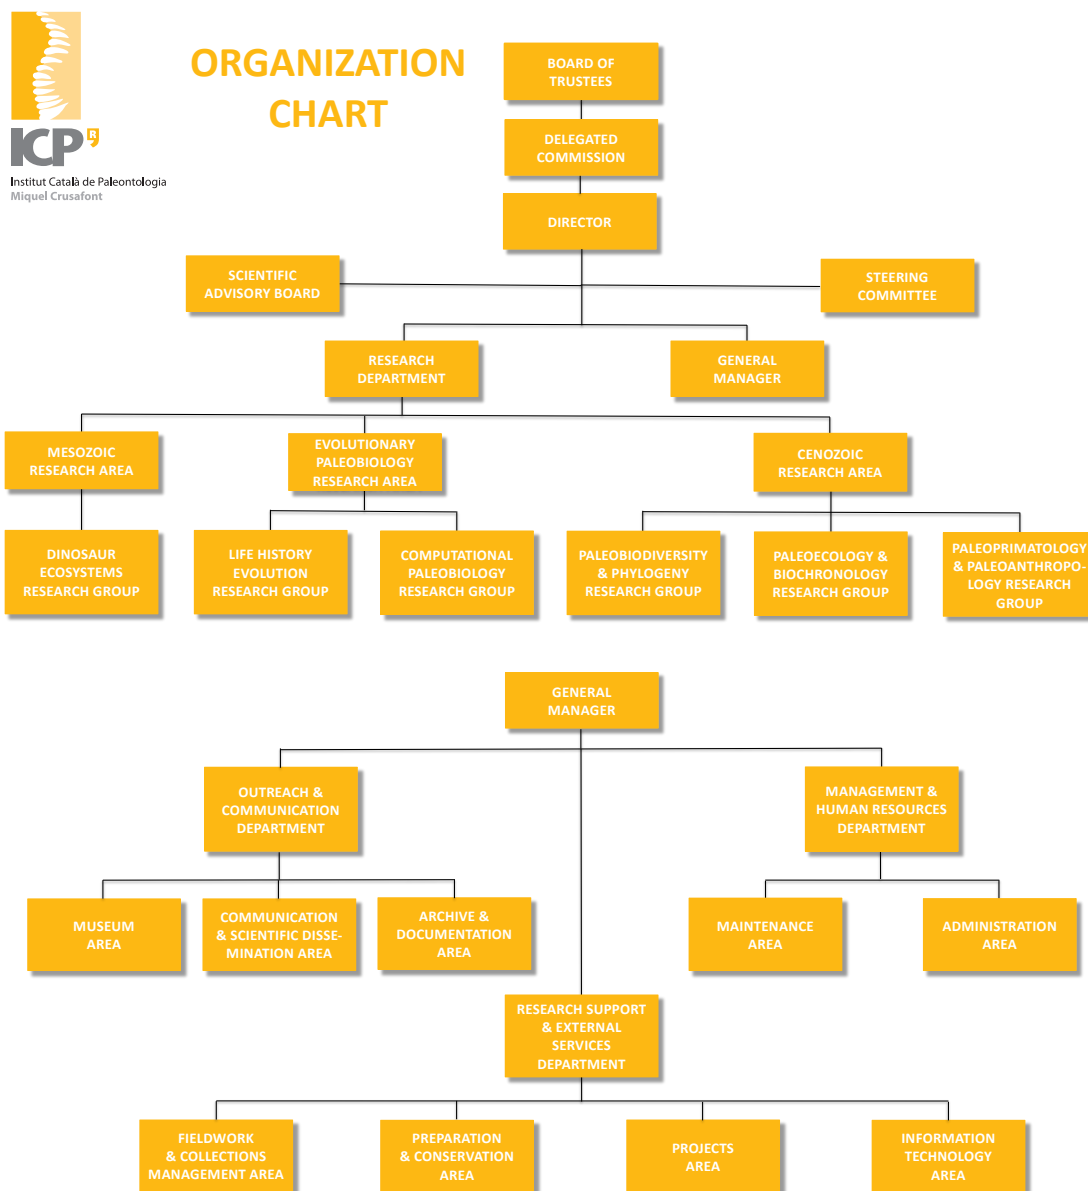 ORGANIZATION
CHART
ICP R
Institut Català de Paleontologia
Miquel Crusafont
BOARD OF
TRUSTEES
DELEGATED
COMMISSION
DIRECTOR
SCIENTIFIC
ADVISORY BOARD
STEERING
COMMITTEE
RESEARCH
DEPARTMENT
GENERAL
MANAGER
MESOZOIC
RESEARCH AREA
EVOLUTIONARY
PALEOBIOLOGY
RESEARCH AREA
CENOZOIC
RESEARCH AREA
DINOSAUR
ECOSYSTEMS
RESEARCH GROUP
LIFE HISTORY
EVOLUTION
RESEARCH GROUP
COMPUTATIONAL
PALEOBIOLOGY
RESEARCH GROUP
PALEOBIODIVERSITY
& PHYLOGENY
RESEARCH GROUP
PALEOECOLOGY &
BIOCHRONOLOGY
RESEARCH GROUP
PALEOPRIMATOLOGY
& PALEOANTHROPO-
LOGY RESEARCH
GROUP
GENERAL
MANAGER
OUTREACH &
COMMUNICATION
DEPARTMENT
MANAGEMENT &
HUMAN RESOURCES
DEPARTMENT
MUSEUM
AREA
COMMUNICATION
& SCIENTIFIC DISSE-
MINATION AREA
ARCHIVE &
DOCUMENTATION
AREA
MAINTENANCE
AREA
ADMINISTRATION
AREA
RESEARCH SUPPORT
& EXTERNAL
SERVICES
DEPARTMENT
FIELDWORK
& COLLECTIONS
MANAGEMENT AREA
PREPARATION
& CONSERVATION
AREA
PROJECTS
AREA
INFORMATION
TECHNOLOGY
AREA